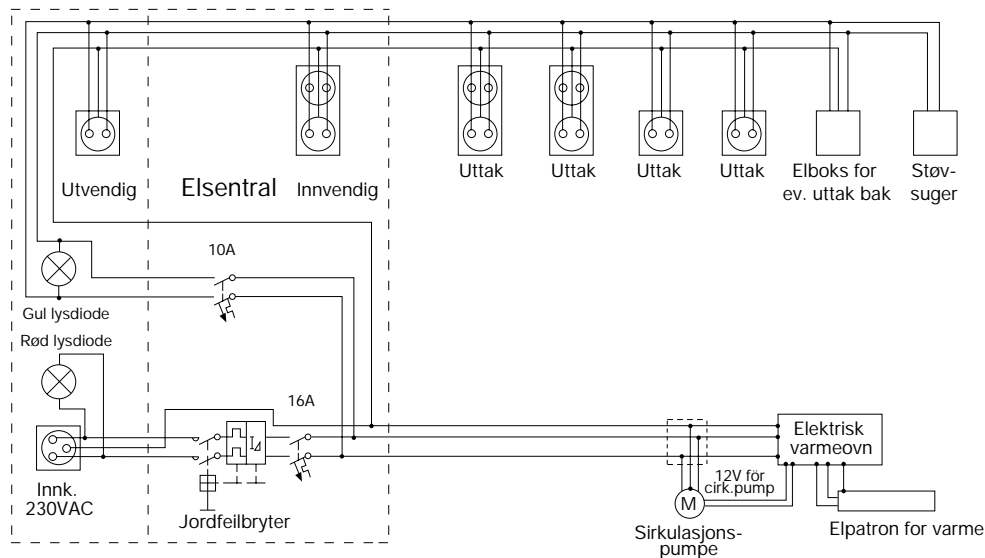 Utvendig
Elsentral
Innvendig
Uttak
Uttak
Uttak
Uttak
Elboks for
ev. uttak bak
Støv-
suger
10A
Gul lysdiode
Rød lysdiode
16A
Innk.
230VAC
Jordfeilbryter
I⊿
Elektrisk
varmeovn
12V för
cirk.pump
M
Sirkulasjons-
pumpe
Elpatron for varme